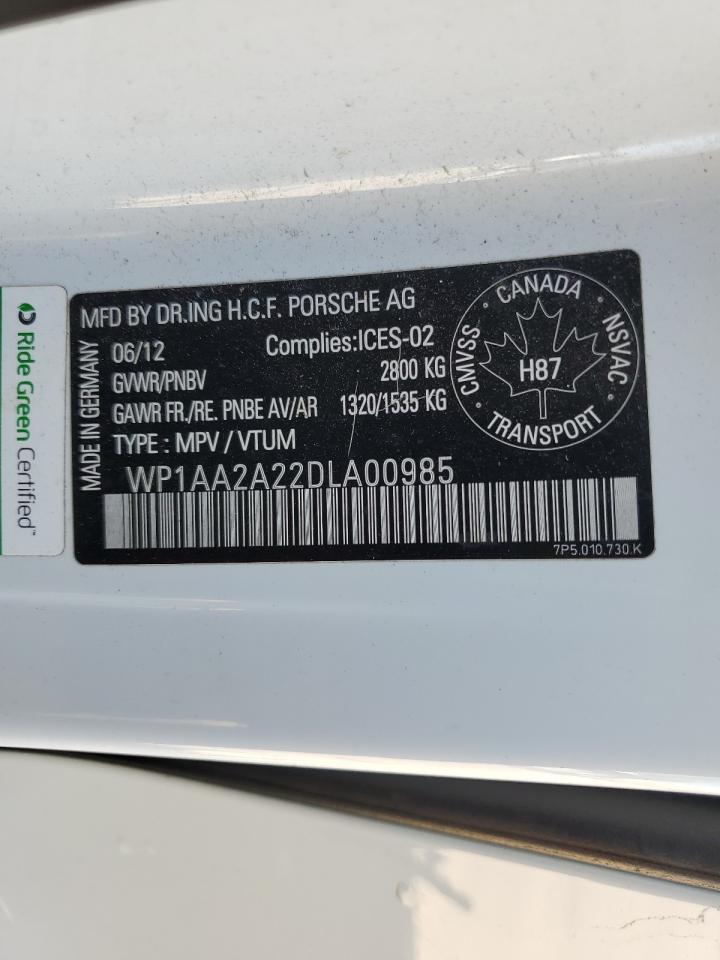 Ride Green Certified™
MADE IN GERMANY
MFD BY DR.ING H.C.F. PORSCHE AG
06/12 Complies:ICES-02
GVWR/PNBV 2800 KG
GAWR FR./RE. PNBE AV/AR 1320/1535 KG
TYPE : MPV / VTUM
WP1AA2A22DLA00985
7P5.010.730.K
CANADA
CMVSS · NSVAC
H87
TRANSPORT